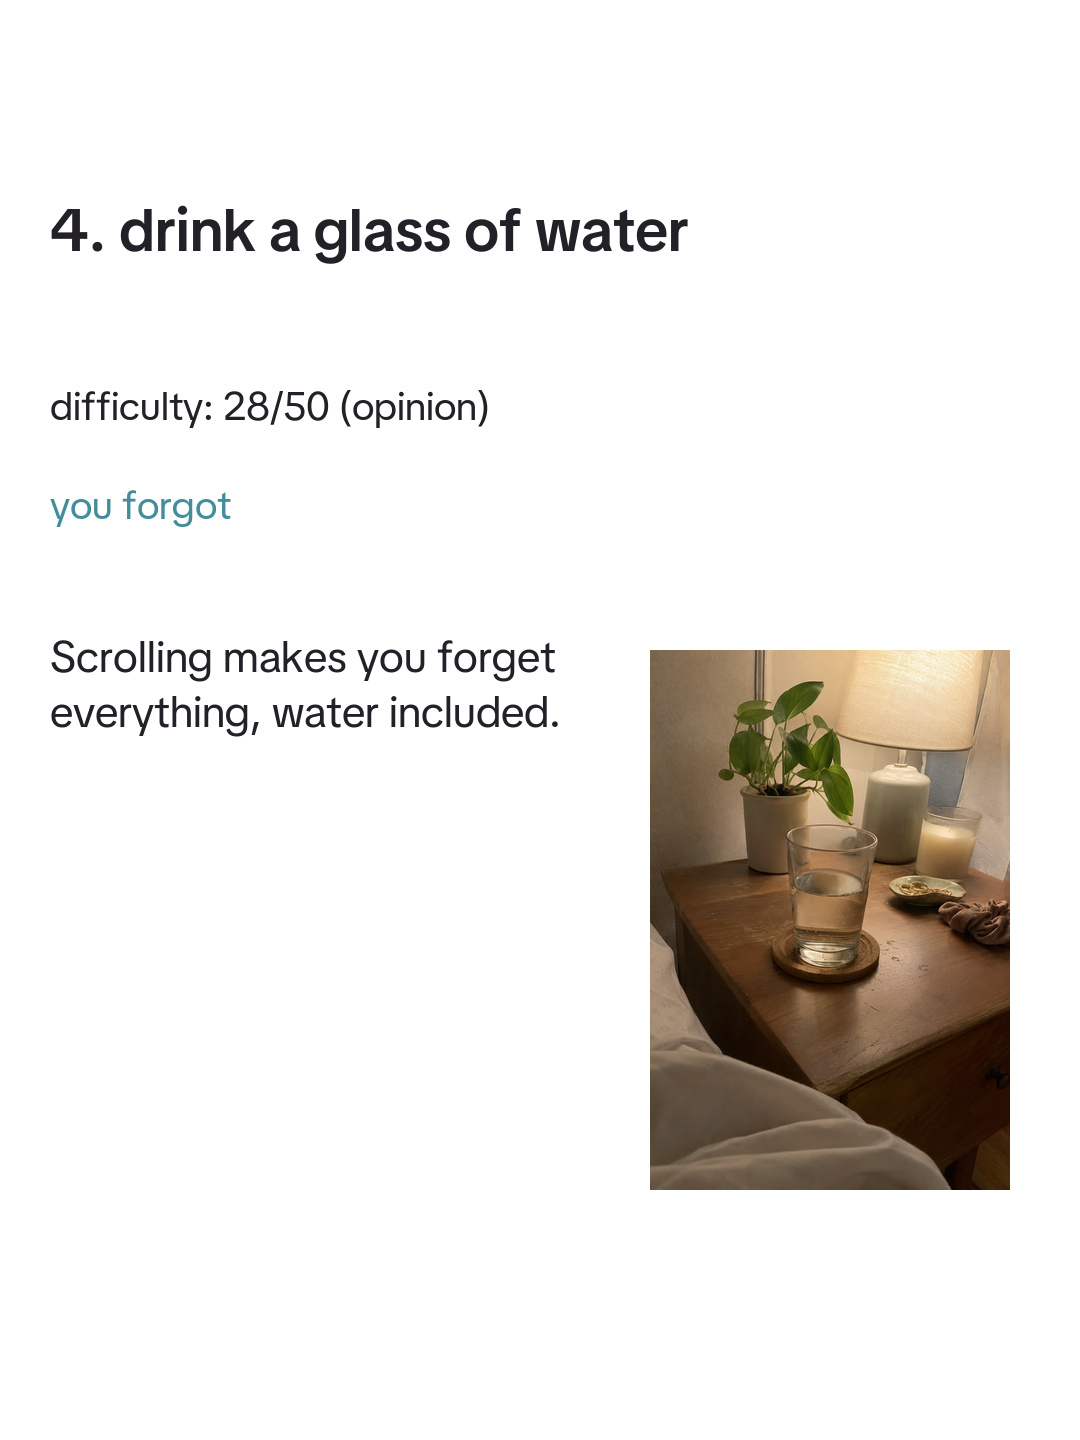 4. drink a glass of water
difficulty: 28/50 (opinion)
you forgot
Scrolling makes you forget
everything, water included.